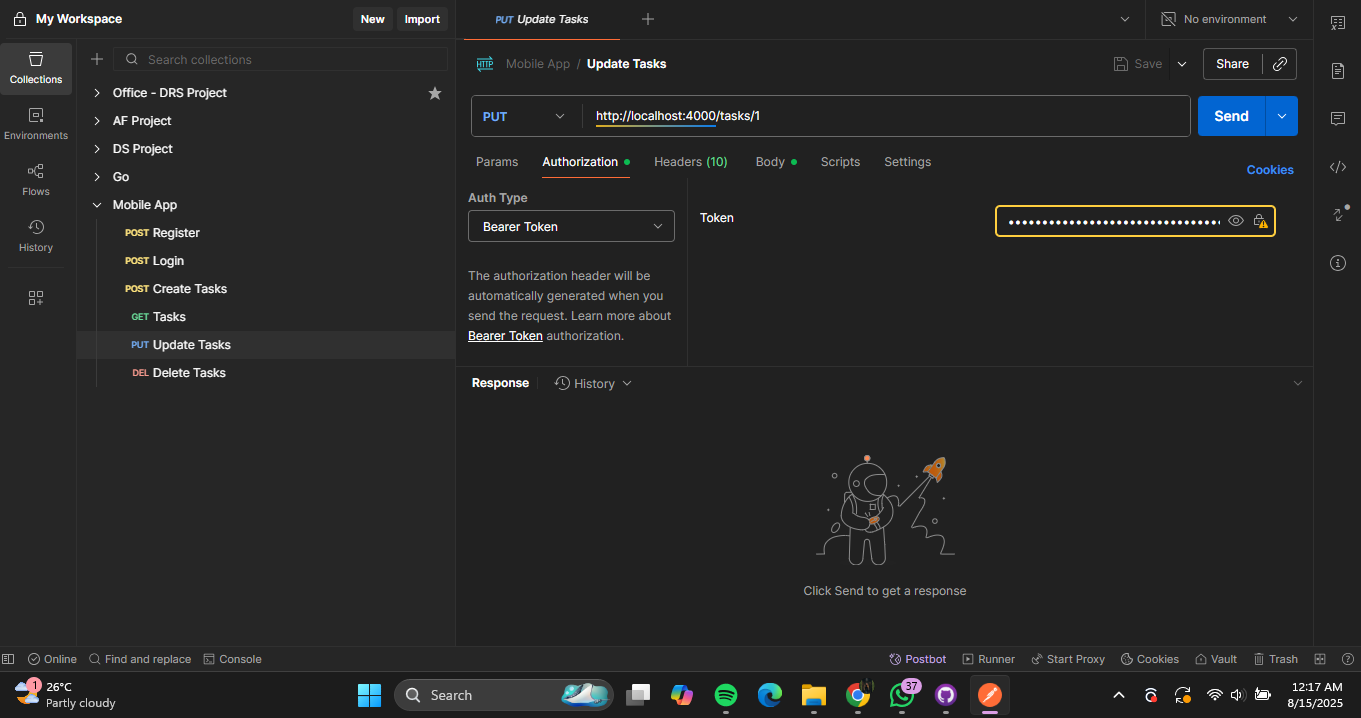 My Workspace
New
Import
PUT Update Tasks
No environment
Collections
Environments
Flows
History
Search collections
Office - DRS Project
AF Project
DS Project
Go
Mobile App
POST Register
POST Login
POST Create Tasks
GET Tasks
PUT Update Tasks
DEL Delete Tasks
HTTP
Mobile App / Update Tasks
Save
Share
PUT
http://localhost:4000/tasks/1
Send
Params
Authorization
Headers (10)
Body
Scripts
Settings
Cookies
Auth Type
Bearer Token
The authorization header will be
automatically generated when you
send the request. Learn more about
Bearer Token authorization.
Token
Response
History
Click Send to get a response
Online
Find and replace
Console
Postbot
Runner
Start Proxy
Cookies
Vault
Trash
1
26°C
Partly cloudy
Search
37
12:17 AM
8/15/2025